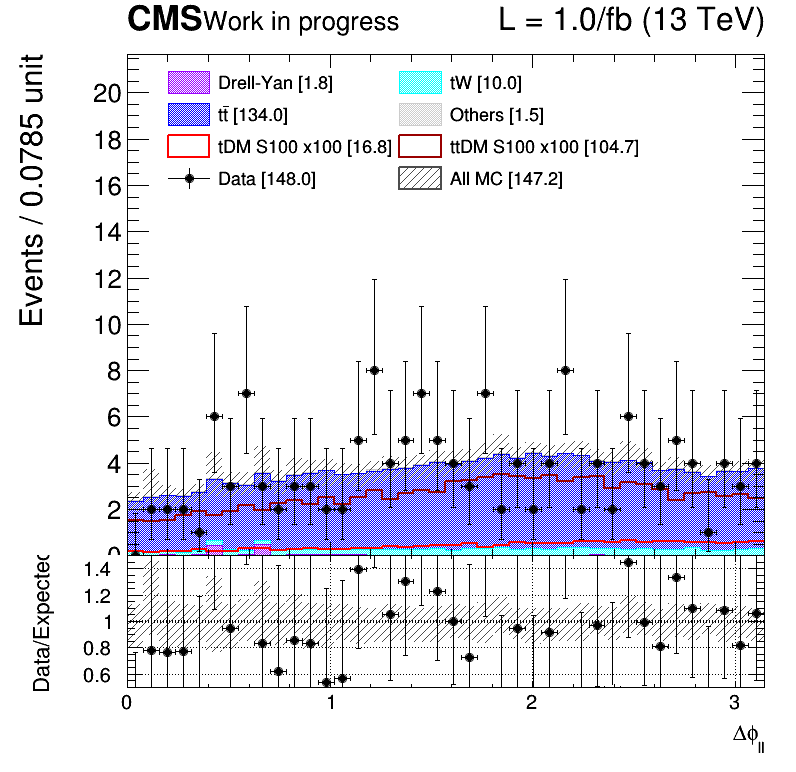 CMS Work in progress L = 1.0/fb (13 TeV)
Events / 0.0785 unit
Drell-Yan [1.8] tW [10.0]
tt̄ [134.0] Others [1.5]
tDM S100 x100 [16.8] ttDM S100 x100 [104.7]
Data [148.0] All MC [147.2]
20
18
16
14
12
10
8
6
4
2
0
Data/Expected
1.4
1.2
1
0.8
0.6
0 1 2 3
Δϕ_ll